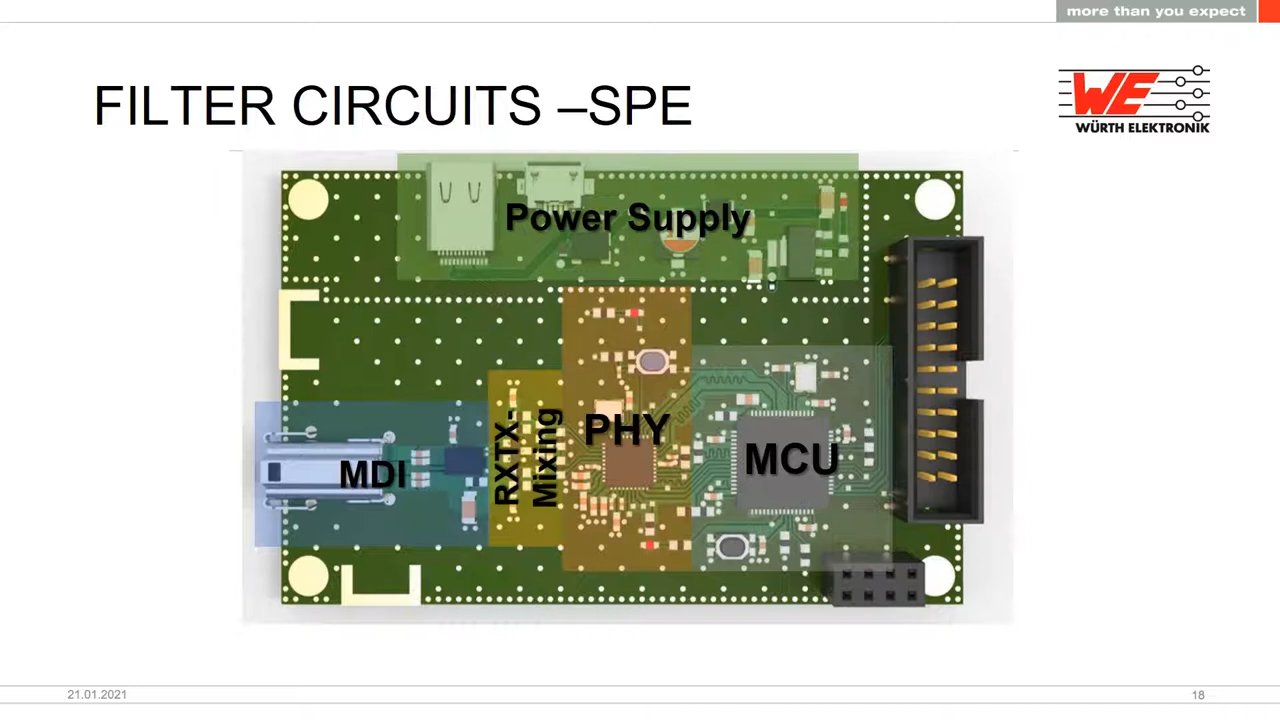 more than you expect
FILTER CIRCUITS –SPE
WE
WÜRTH ELEKTRONIK
Power Supply
MDI
RXTX-
Mixing
PHY
MCU
21.01.2021
18